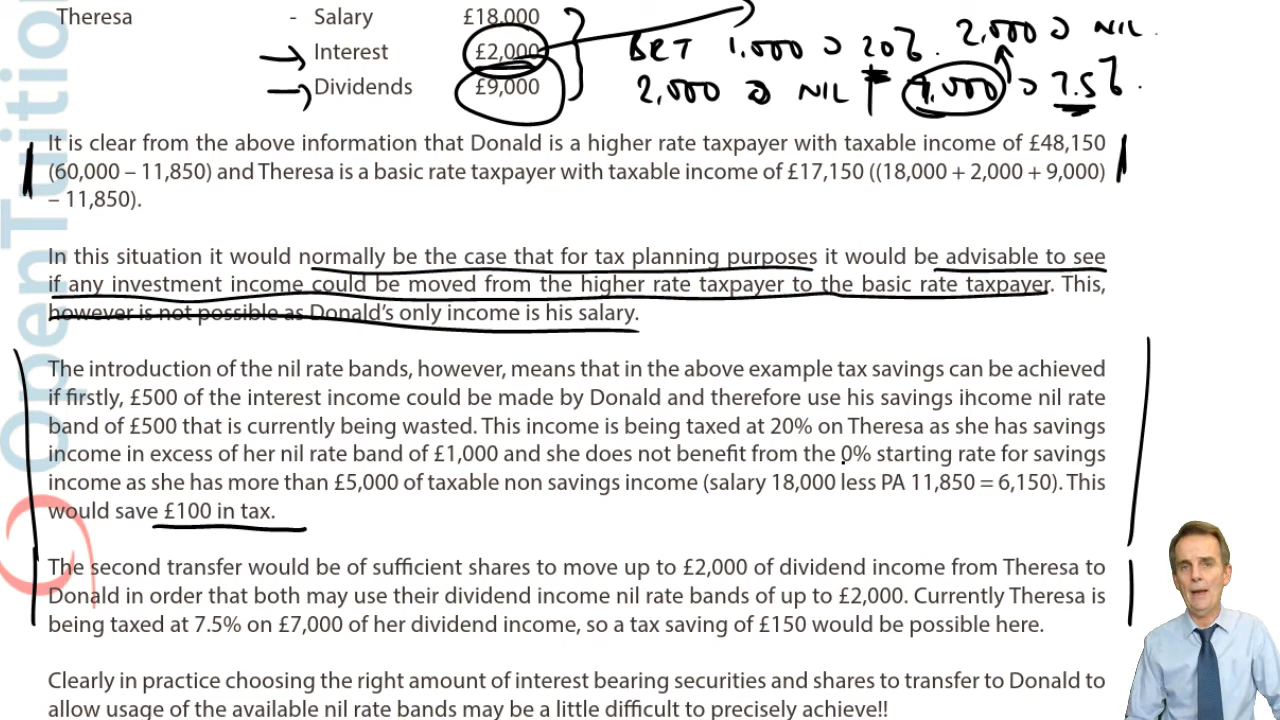 Theresa - Salary £18,000
Interest £2,000
Dividends £9,000
BRT 1,000 @ 20%. 2,000 @ NIL.
2,000 @ NIL 7,000 @ 7.5%.
It is clear from the above information that Donald is a higher rate taxpayer with taxable income of £48,150
(60,000 – 11,850) and Theresa is a basic rate taxpayer with taxable income of £17,150 ((18,000 + 2,000 + 9,000)
– 11,850).
In this situation it would normally be the case that for tax planning purposes it would be advisable to see
if any investment income could be moved from the higher rate taxpayer to the basic rate taxpayer. This,
however is not possible as Donald's only income is his salary.
The introduction of the nil rate bands, however, means that in the above example tax savings can be achieved
if firstly, £500 of the interest income could be made by Donald and therefore use his savings income nil rate
band of £500 that is currently being wasted. This income is being taxed at 20% on Theresa as she has savings
income in excess of her nil rate band of £1,000 and she does not benefit from the 0% starting rate for savings
income as she has more than £5,000 of taxable non savings income (salary 18,000 less PA 11,850 = 6,150). This
would save £100 in tax.
The second transfer would be of sufficient shares to move up to £2,000 of dividend income from Theresa to
Donald in order that both may use their dividend income nil rate bands of up to £2,000. Currently Theresa is
being taxed at 7.5% on £7,000 of her dividend income, so a tax saving of £150 would be possible here.
Clearly in practice choosing the right amount of interest bearing securities and shares to transfer to Donald to
allow usage of the available nil rate bands may be a little difficult to precisely achieve!!
OpenTuition